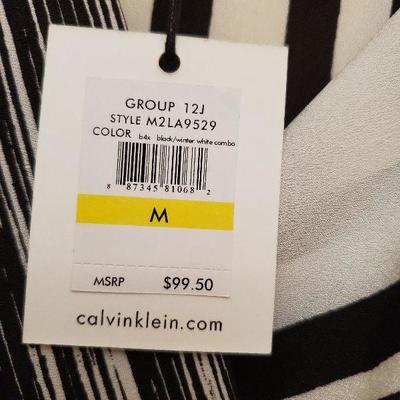 GROUP 12J
STYLE M2LA9529
COLOR b4x black/winter white combo
8 87345 81068 2
M
MSRP $99.50
calvinklein.com